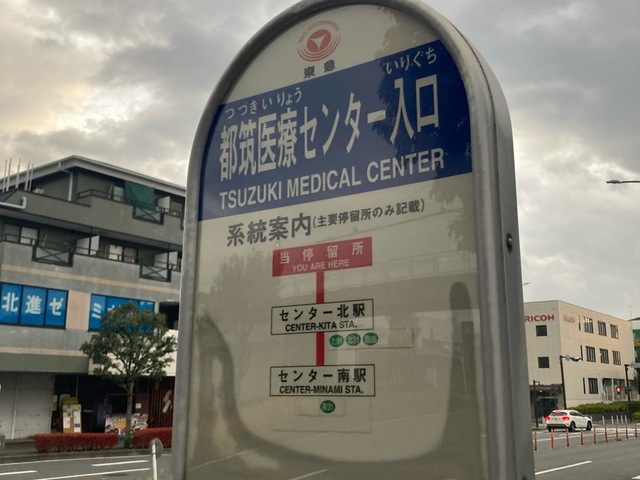 東急
つづきいりょう いりぐち
都筑医療センター入口
TSUZUKI MEDICAL CENTER
系統案内(主要停留所のみ記載)
当停留所
YOU ARE HERE
センター北駅
CENTER-KITA STA.
センター南駅
CENTER-MINAMI STA.
北進ゼミナ
RICOH